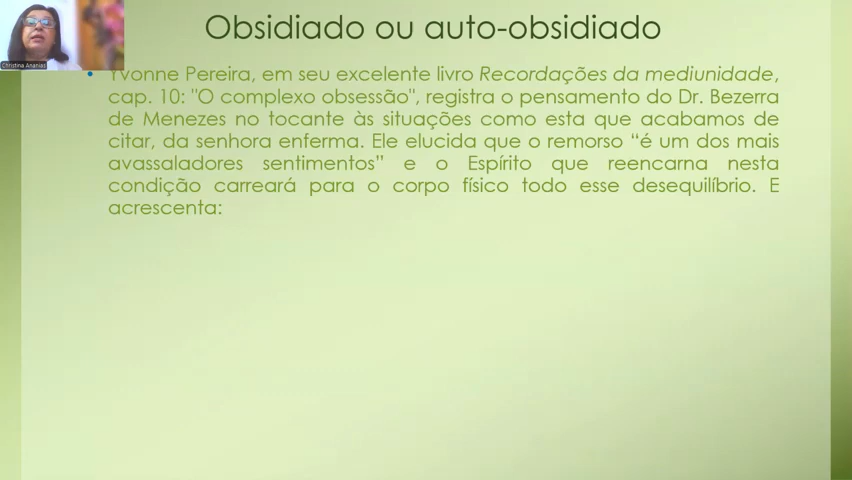 Obsidiado ou auto-obsidiado
Christina Ananias
• Yvonne Pereira, em seu excelente livro Recordações da mediunidade,
cap. 10: "O complexo obsessão", registra o pensamento do Dr. Bezerra
de Menezes no tocante às situações como esta que acabamos de
citar, da senhora enferma. Ele elucida que o remorso “é um dos mais
avassaladores sentimentos” e o Espírito que reencarna nesta
condição carreará para o corpo físico todo esse desequilíbrio. E
acrescenta: